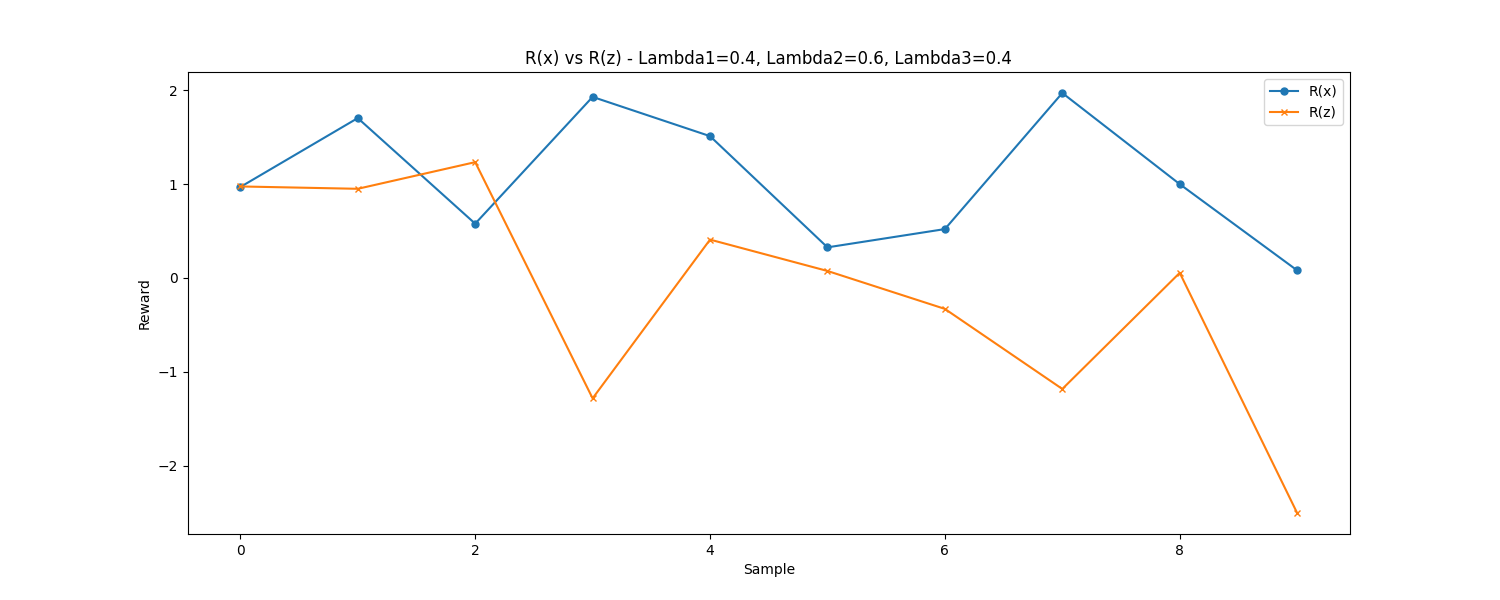 R(x) vs R(z) - Lambda1=0.4, Lambda2=0.6, Lambda3=0.4
R(x)
R(z)
2
1
0
−1
−2
Reward
0 2 4 6 8
Sample